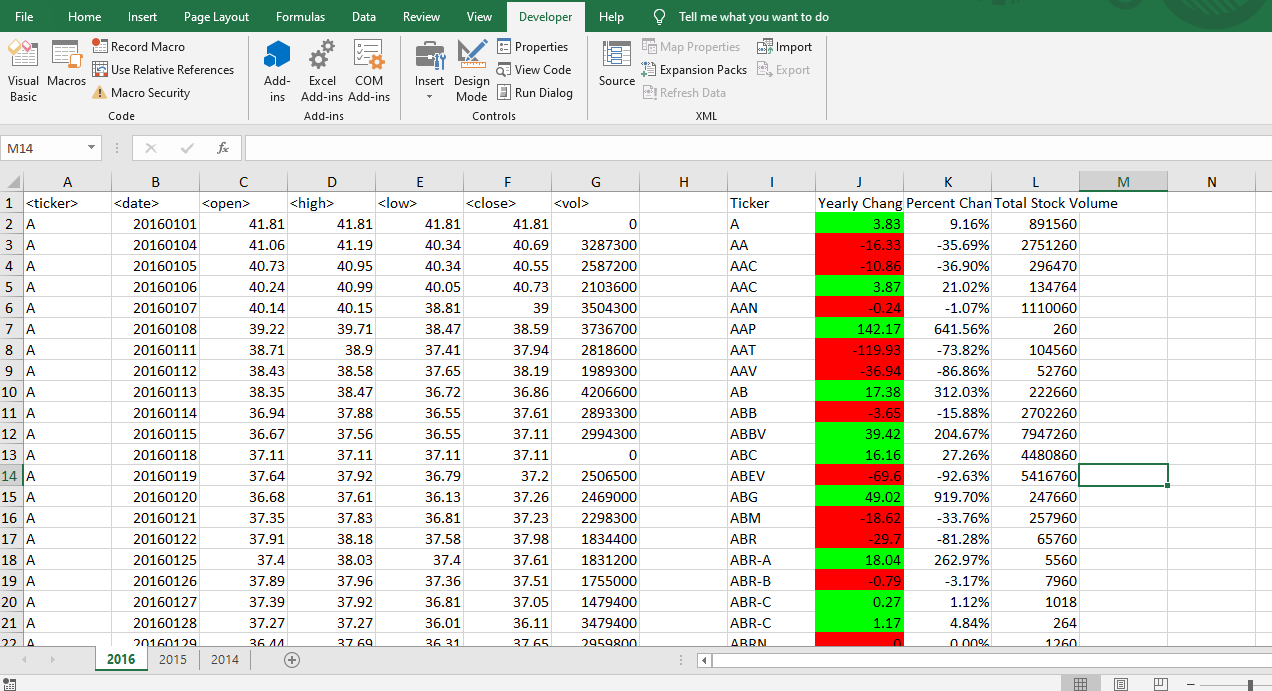 File Home Insert Page Layout Formulas Data Review View Developer Help Tell me what you want to do
Visual Basic
Macros
Record Macro
Use Relative References
Macro Security
Code
Add-ins
Excel Add-ins
COM Add-ins
Add-ins
Insert
Design Mode
Properties
View Code
Run Dialog
Controls
Source
Map Properties
Expansion Packs
Refresh Data
Import
Export
XML
M14 fx
A B C D E F G H I J K L M N
1 <ticker> <date> <open> <high> <low> <close> <vol> Ticker Yearly Chang Percent Chan Total Stock Volume
2 A 20160101 41.81 41.81 41.81 41.81 0 A 3.83 9.16% 891560
3 A 20160104 41.06 41.19 40.34 40.69 3287300 AA -16.33 -35.69% 2751260
4 A 20160105 40.73 40.95 40.34 40.55 2587200 AAC -10.86 -36.90% 296470
5 A 20160106 40.24 40.99 40.05 40.73 2103600 AAC 3.87 21.02% 134764
6 A 20160107 40.14 40.15 38.81 39 3504300 AAN -0.24 -1.07% 1110060
7 A 20160108 39.22 39.71 38.47 38.59 3736700 AAP 142.17 641.56% 260
8 A 20160111 38.71 38.9 37.41 37.94 2818600 AAT -119.93 -73.82% 104560
9 A 20160112 38.43 38.58 37.65 38.19 1989300 AAV -36.94 -86.86% 52760
10 A 20160113 38.35 38.47 36.72 36.86 4206600 AB 17.38 312.03% 222660
11 A 20160114 36.94 37.88 36.55 37.61 2893300 ABB -3.65 -15.88% 2702260
12 A 20160115 36.67 37.56 36.55 37.11 2994300 ABBV 39.42 204.67% 7947260
13 A 20160118 37.11 37.11 37.11 37.11 0 ABC 16.16 27.26% 4480860
14 A 20160119 37.64 37.92 36.79 37.2 2506500 ABEV -69.6 -92.63% 5416760
15 A 20160120 36.68 37.61 36.13 37.26 2469000 ABG 49.02 919.70% 247660
16 A 20160121 37.35 37.83 36.81 37.23 2298300 ABM -18.62 -33.76% 257960
17 A 20160122 37.91 38.18 37.58 37.98 1834400 ABR -29.7 -81.28% 65760
18 A 20160125 37.4 38.03 37.4 37.61 1831200 ABR-A 18.04 262.97% 5560
19 A 20160126 37.89 37.96 37.36 37.51 1755000 ABR-B -0.79 -3.17% 7960
20 A 20160127 37.39 37.92 36.81 37.05 1479400 ABR-C 0.27 1.12% 1018
21 A 20160128 37.27 37.27 36.01 36.11 3479400 ABR-C 1.17 4.84% 264
22 A 20160129 36.44 37.69 36.31 37.65 2959800 ABRN 0 0.00% 1260
2016 2015 2014